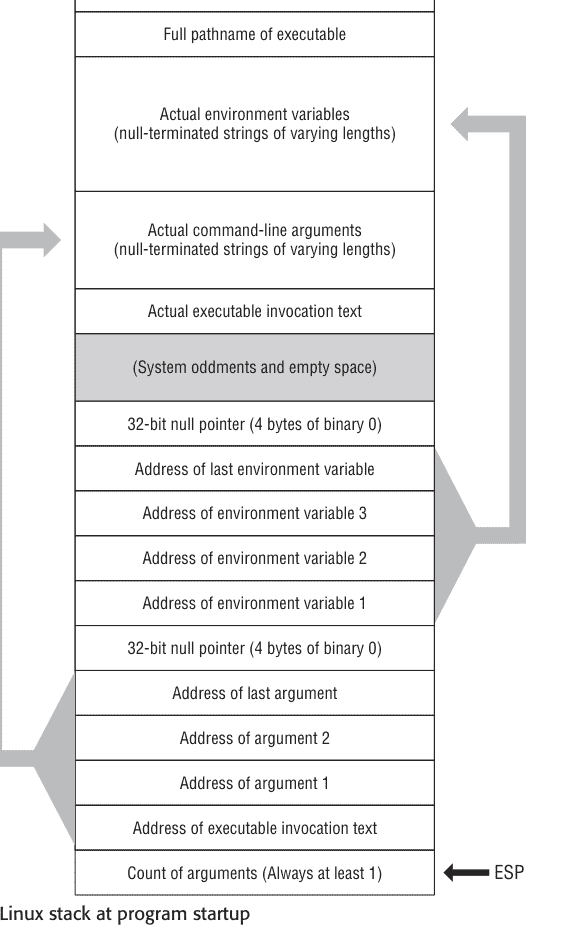 Full pathname of executable
Actual environment variables
(null-terminated strings of varying lengths)
Actual command-line arguments
(null-terminated strings of varying lengths)
Actual executable invocation text
(System oddments and empty space)
32-bit null pointer (4 bytes of binary 0)
Address of last environment variable
Address of environment variable 3
Address of environment variable 2
Address of environment variable 1
32-bit null pointer (4 bytes of binary 0)
Address of last argument
Address of argument 2
Address of argument 1
Address of executable invocation text
Count of arguments (Always at least 1)
ESP
Linux stack at program startup